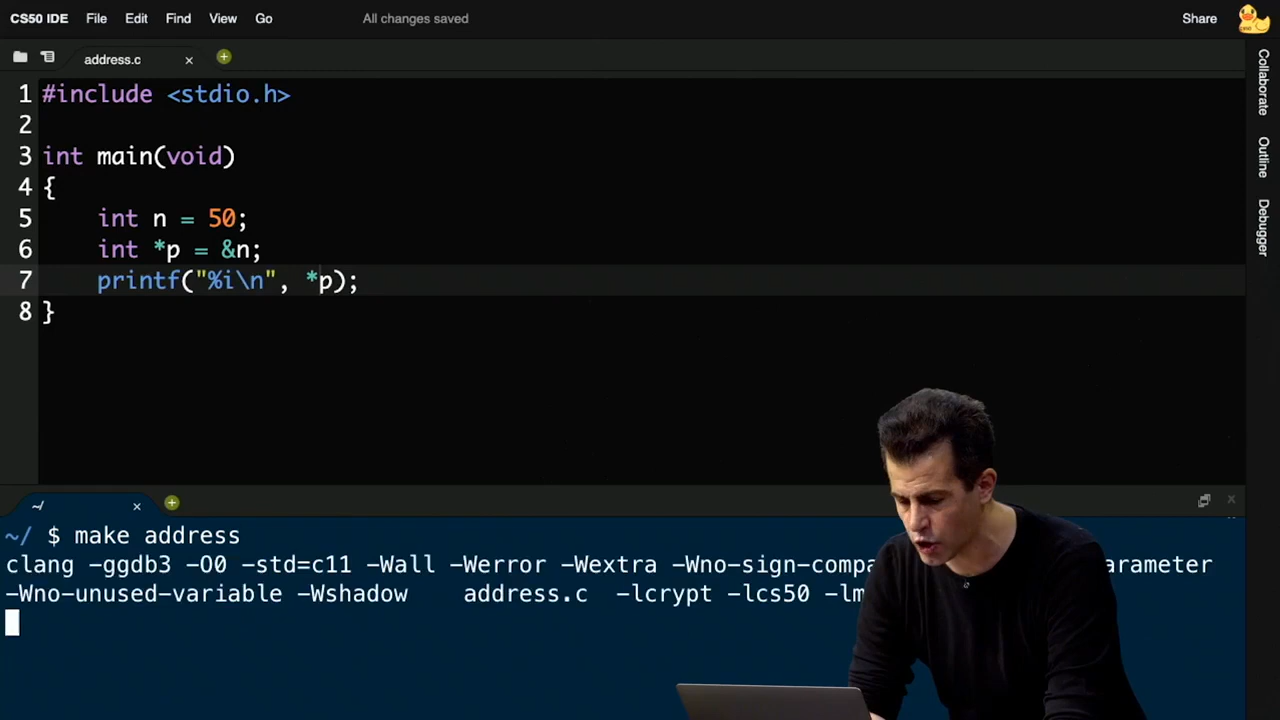 CS50 IDE File Edit Find View Go All changes saved Share
address.c
Collaborate
Outline
Debugger
1 #include <stdio.h>
2
3 int main(void)
4 {
5 int n = 50;
6 int *p = &n;
7 printf("%i\n", *p);
8 }
~/
~/ $ make address
clang -ggdb3 -O0 -std=c11 -Wall -Werror -Wextra -Wno-sign-compa arameter
-Wno-unused-variable -Wshadow address.c -lcrypt -lcs50 -lm